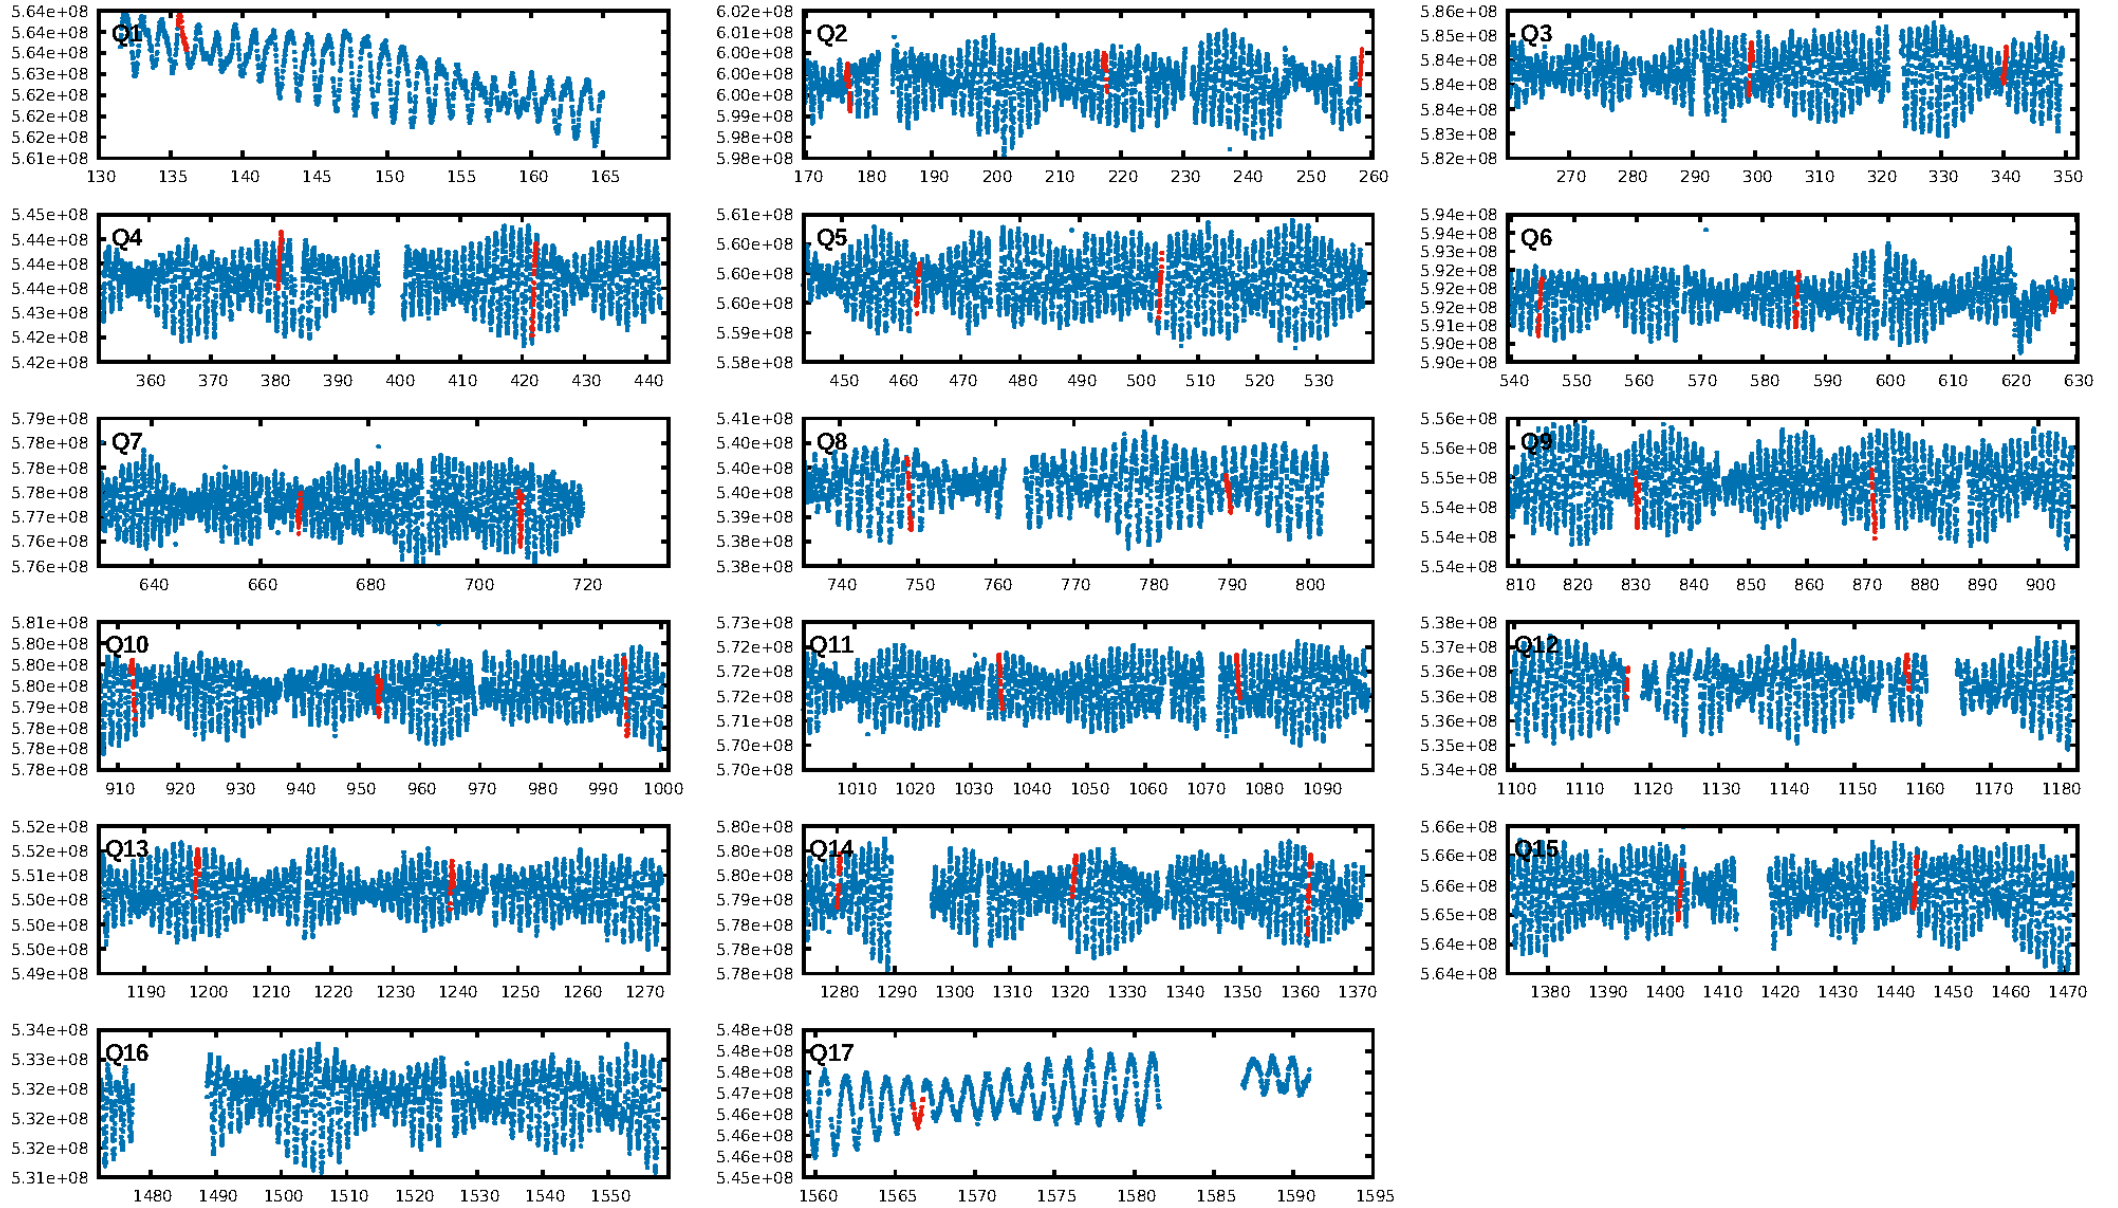 5.64e+08 5.64e+08 5.63e+08 5.62e+08 5.62e+08 5.62e+08 5.61e+08
Q1
130 135 140 145 150 155 160 165
6.02e+08 6.01e+08 6.00e+08 6.00e+08 6.00e+08 5.99e+08 5.98e+08 5.98e+08
Q2
170 180 190 200 210 220 230 240 250 260
5.86e+08 5.85e+08 5.84e+08 5.84e+08 5.84e+08 5.83e+08 5.82e+08
Q3
270 280 290 300 310 320 330 340 350
5.45e+08 5.44e+08 5.44e+08 5.43e+08 5.43e+08 5.42e+08 5.42e+08
Q4
360 370 380 390 400 410 420 430 440
5.61e+08 5.60e+08 5.60e+08 5.60e+08 5.59e+08 5.58e+08
Q5
450 460 470 480 490 500 510 520 530
5.94e+08 5.94e+08 5.93e+08 5.92e+08 5.92e+08 5.91e+08 5.91e+08 5.90e+08 5.90e+08
Q6
540 550 560 570 580 590 600 610 620 630
5.79e+08 5.78e+08 5.78e+08 5.78e+08 5.77e+08 5.76e+08 5.76e+08
Q7
640 660 680 700 720
5.41e+08 5.40e+08 5.40e+08 5.40e+08 5.39e+08 5.38e+08 5.38e+08
Q8
740 750 760 770 780 790 800
5.56e+08 5.56e+08 5.55e+08 5.54e+08 5.54e+08 5.54e+08
Q9
810 820 830 840 850 860 870 880 890 900
5.81e+08 5.80e+08 5.80e+08 5.80e+08 5.79e+08 5.78e+08 5.78e+08
Q10
910 920 930 940 950 960 970 980 990 1000
5.73e+08 5.72e+08 5.72e+08 5.72e+08 5.71e+08 5.70e+08 5.70e+08
Q11
1010 1020 1030 1040 1050 1060 1070 1080 1090
5.38e+08 5.37e+08 5.36e+08 5.36e+08 5.36e+08 5.35e+08 5.34e+08
Q12
1100 1110 1120 1130 1140 1150 1160 1170 1180
5.52e+08 5.52e+08 5.51e+08 5.50e+08 5.50e+08 5.50e+08 5.49e+08
Q13
1190 1200 1210 1220 1230 1240 1250 1260 1270
5.80e+08 5.80e+08 5.80e+08 5.79e+08 5.78e+08 5.78e+08 5.78e+08
Q14
1280 1290 1300 1310 1320 1330 1340 1350 1360 1370
5.66e+08 5.66e+08 5.66e+08 5.65e+08 5.64e+08 5.64e+08
Q15
1380 1390 1400 1410 1420 1430 1440 1450 1460 1470
5.34e+08 5.33e+08 5.32e+08 5.32e+08 5.32e+08 5.31e+08
Q16
1480 1490 1500 1510 1520 1530 1540 1550
5.48e+08 5.48e+08 5.48e+08 5.47e+08 5.46e+08 5.46e+08 5.46e+08 5.45e+08
Q17
1560 1565 1570 1575 1580 1585 1590 1595